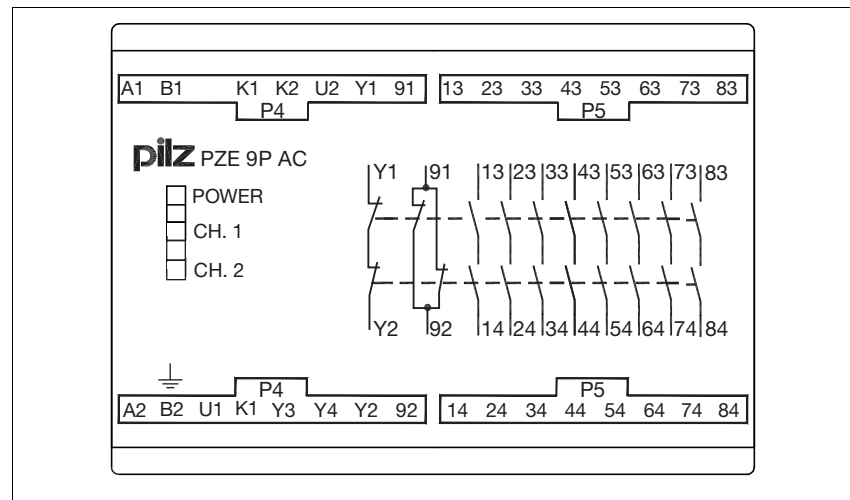 A1 B1 K1 K2 U2 Y1 91 13 23 33 43 53 63 73 83
P4 P5
pilz PZE 9P AC
Y1 91 13 23 33 43 53 63 73 83
POWER
CH. 1
CH. 2
Y2 92 14 24 34 44 54 64 74 84
P4 P5
A2 B2 U1 K1 Y3 Y4 Y2 92 14 24 34 44 54 64 74 84